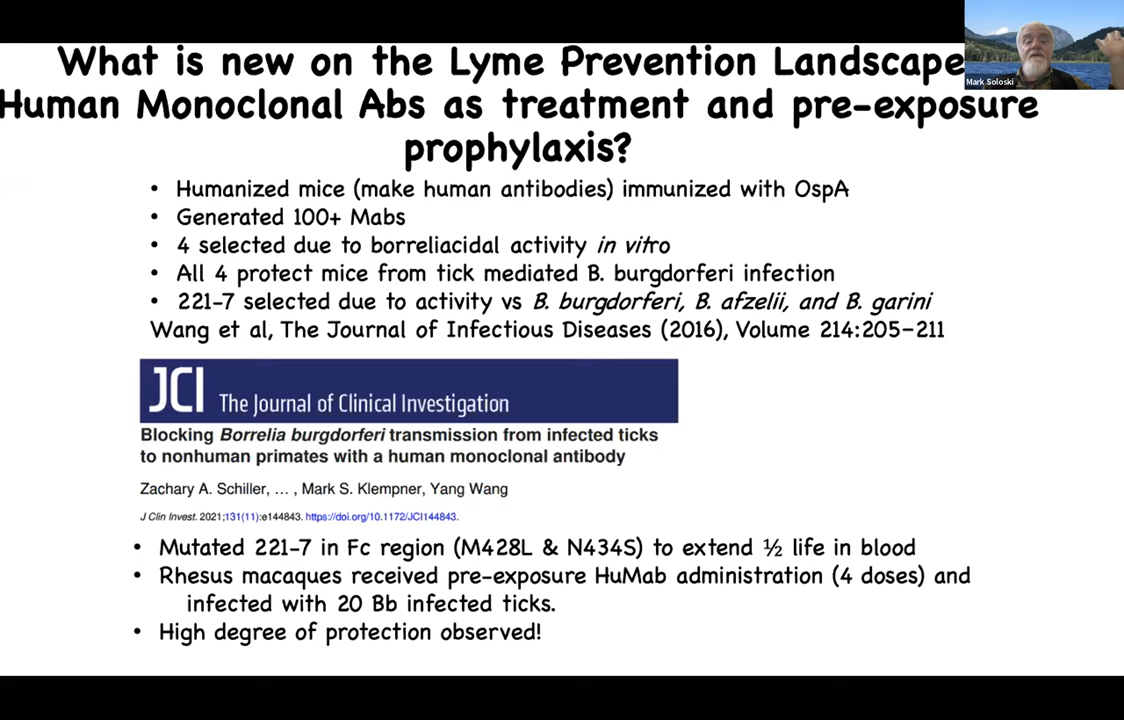 What is new on the Lyme Prevention Landscape
Human Monoclonal Abs as treatment and pre-exposure
prophylaxis?
Mark Soloski
• Humanized mice (make human antibodies) immunized with OspA
• Generated 100+ Mabs
• 4 selected due to borreliacidal activity in vitro
• All 4 protect mice from tick mediated B. burgdorferi infection
• 221-7 selected due to activity vs B. burgdorferi, B. afzelii, and B. garini
Wang et al, The Journal of Infectious Diseases (2016), Volume 214:205–211
JCI The Journal of Clinical Investigation
Blocking Borrelia burgdorferi transmission from infected ticks
to nonhuman primates with a human monoclonal antibody
Zachary A. Schiller, ... , Mark S. Klempner, Yang Wang
J Clin Invest. 2021;131(11):e144843. https://doi.org/10.1172/JCI144843.
• Mutated 221-7 in Fc region (M428L & N434S) to extend ½ life in blood
• Rhesus macaques received pre-exposure HuMab administration (4 doses) and
infected with 20 Bb infected ticks.
• High degree of protection observed!